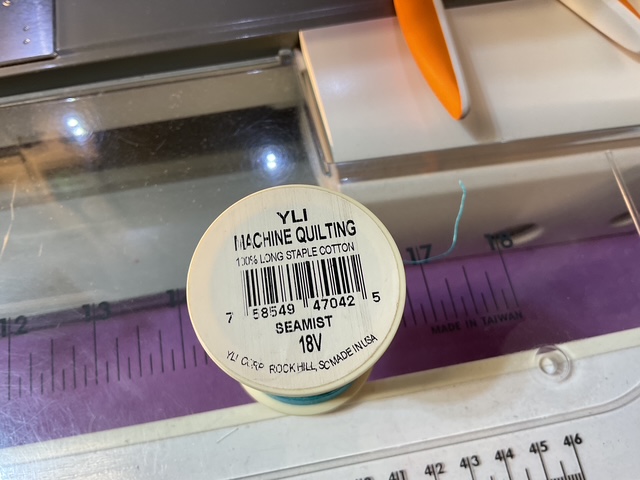 YLI
MACHINE QUILTING
100% LONG STAPLE COTTON
7 58549 47042 5
SEAMIST
18V
YLI CORP ROCK HILL, SC MADE IN USA
12 13 17 18
MADE IN TAIWAN
41 42 43 44 45 46